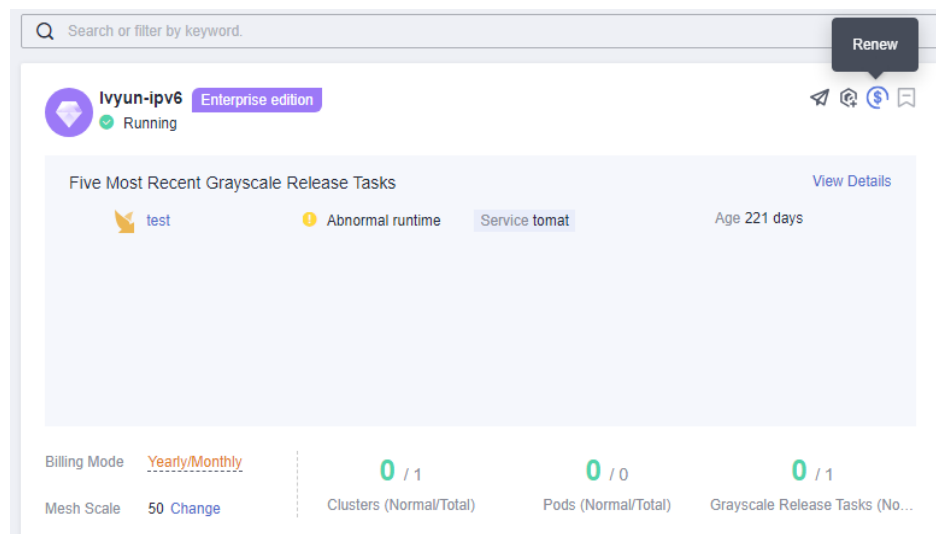 Search or filter by keyword.
Renew
lvyun-ipv6 Enterprise edition
Running
Five Most Recent Grayscale Release Tasks View Details
test Abnormal runtime Service tomat Age 221 days
Billing Mode Yearly/Monthly 0 / 1 0 / 0 0 / 1
Mesh Scale 50 Change Clusters (Normal/Total) Pods (Normal/Total) Grayscale Release Tasks (No...